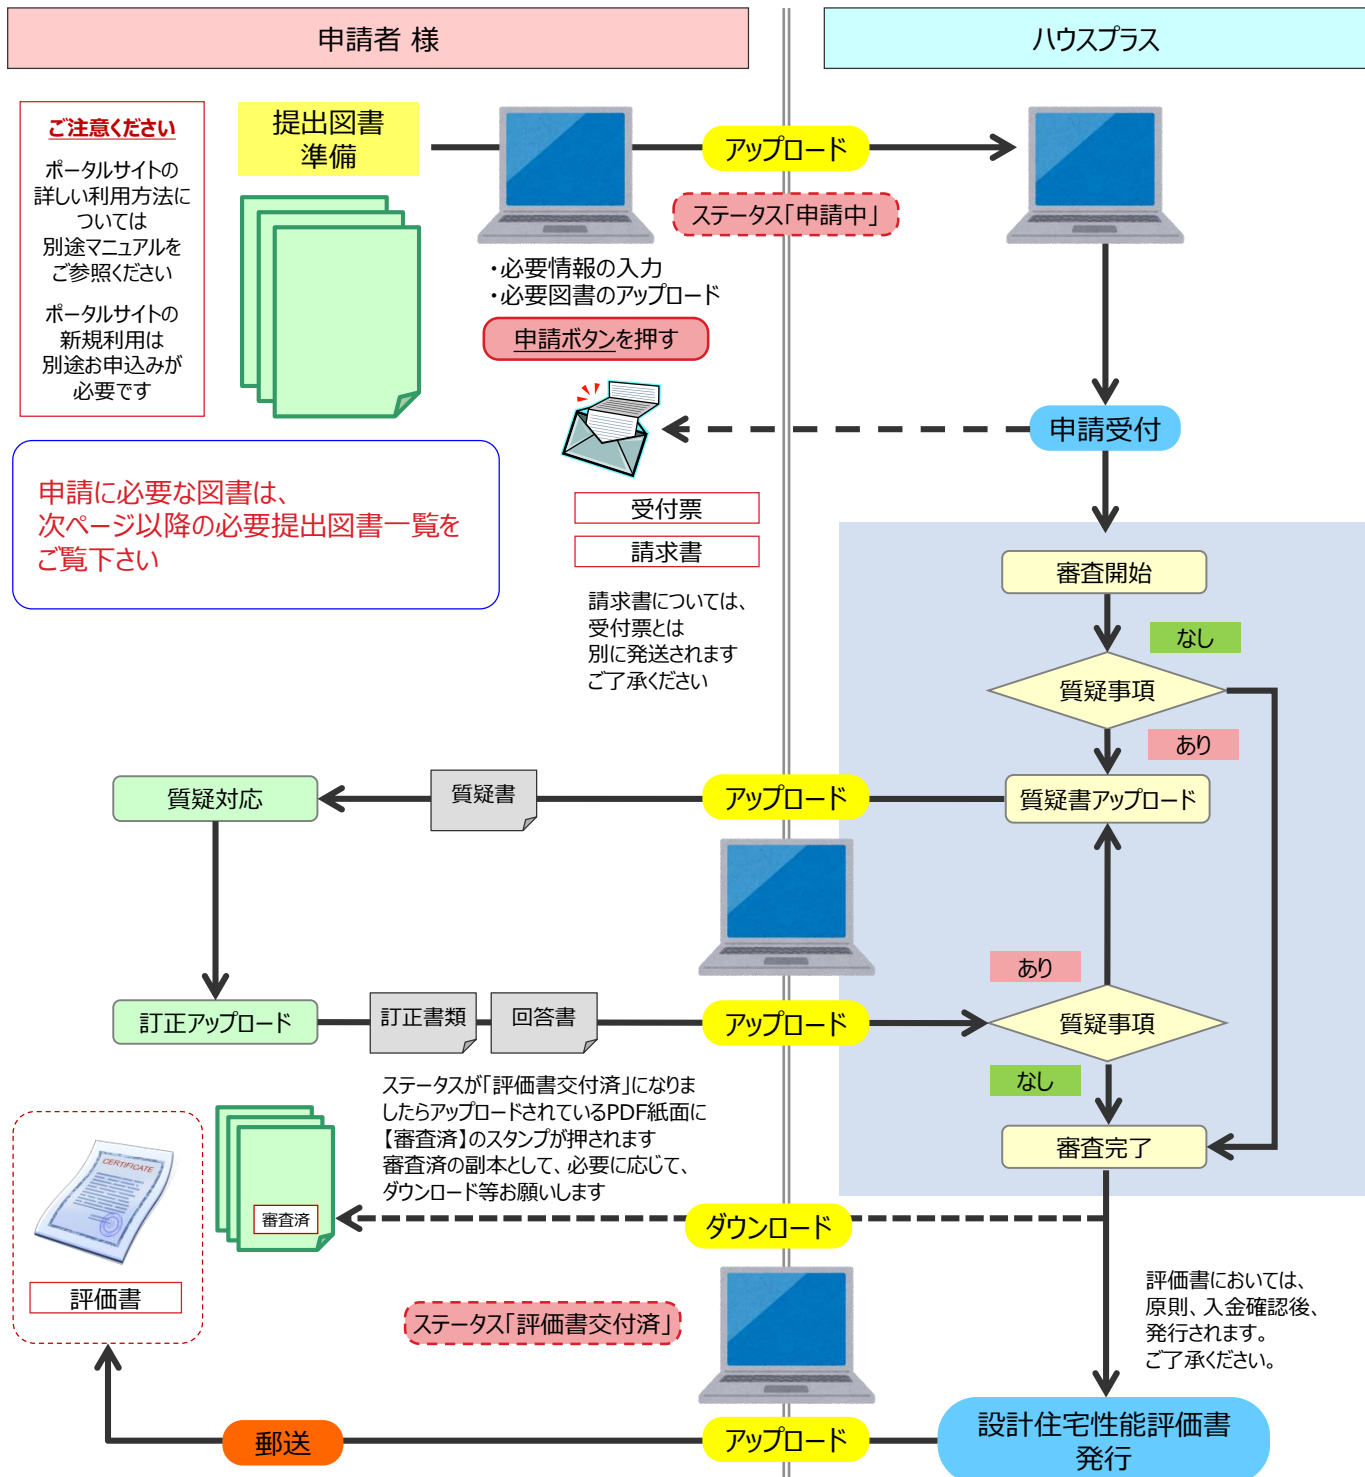 申請者 様
ハウスプラス
ご注意ください
ポータルサイトの
詳しい利用方法に
ついては
別途マニュアルを
ご参照ください
ポータルサイトの
新規利用は
別途お申込みが
必要です
提出図書
準備
アップロード
ステータス「申請中」
・必要情報の入力
・必要図書のアップロード
申請ボタンを押す
申請受付
申請に必要な図書は、
次ページ以降の必要提出図書一覧を
ご覧下さい
受付票
請求書
請求書については、
受付票とは
別に発送されます
ご了承ください
審査開始
なし
質疑事項
あり
質疑対応
質疑書
アップロード
質疑書アップロード
あり
訂正アップロード
訂正書類
回答書
アップロード
質疑事項
なし
ステータスが「評価書交付済」になりま
したらアップロードされているPDF紙面に
【審査済】のスタンプが押されます
審査済の副本として、必要に応じて、
ダウンロード等お願いします
審査完了
CERTIFICATE
審査済
ダウンロード
評価書
ステータス「評価書交付済」
評価書においては、
原則、入金確認後、
発行されます。
ご了承ください。
郵送
アップロード
設計住宅性能評価書
発行